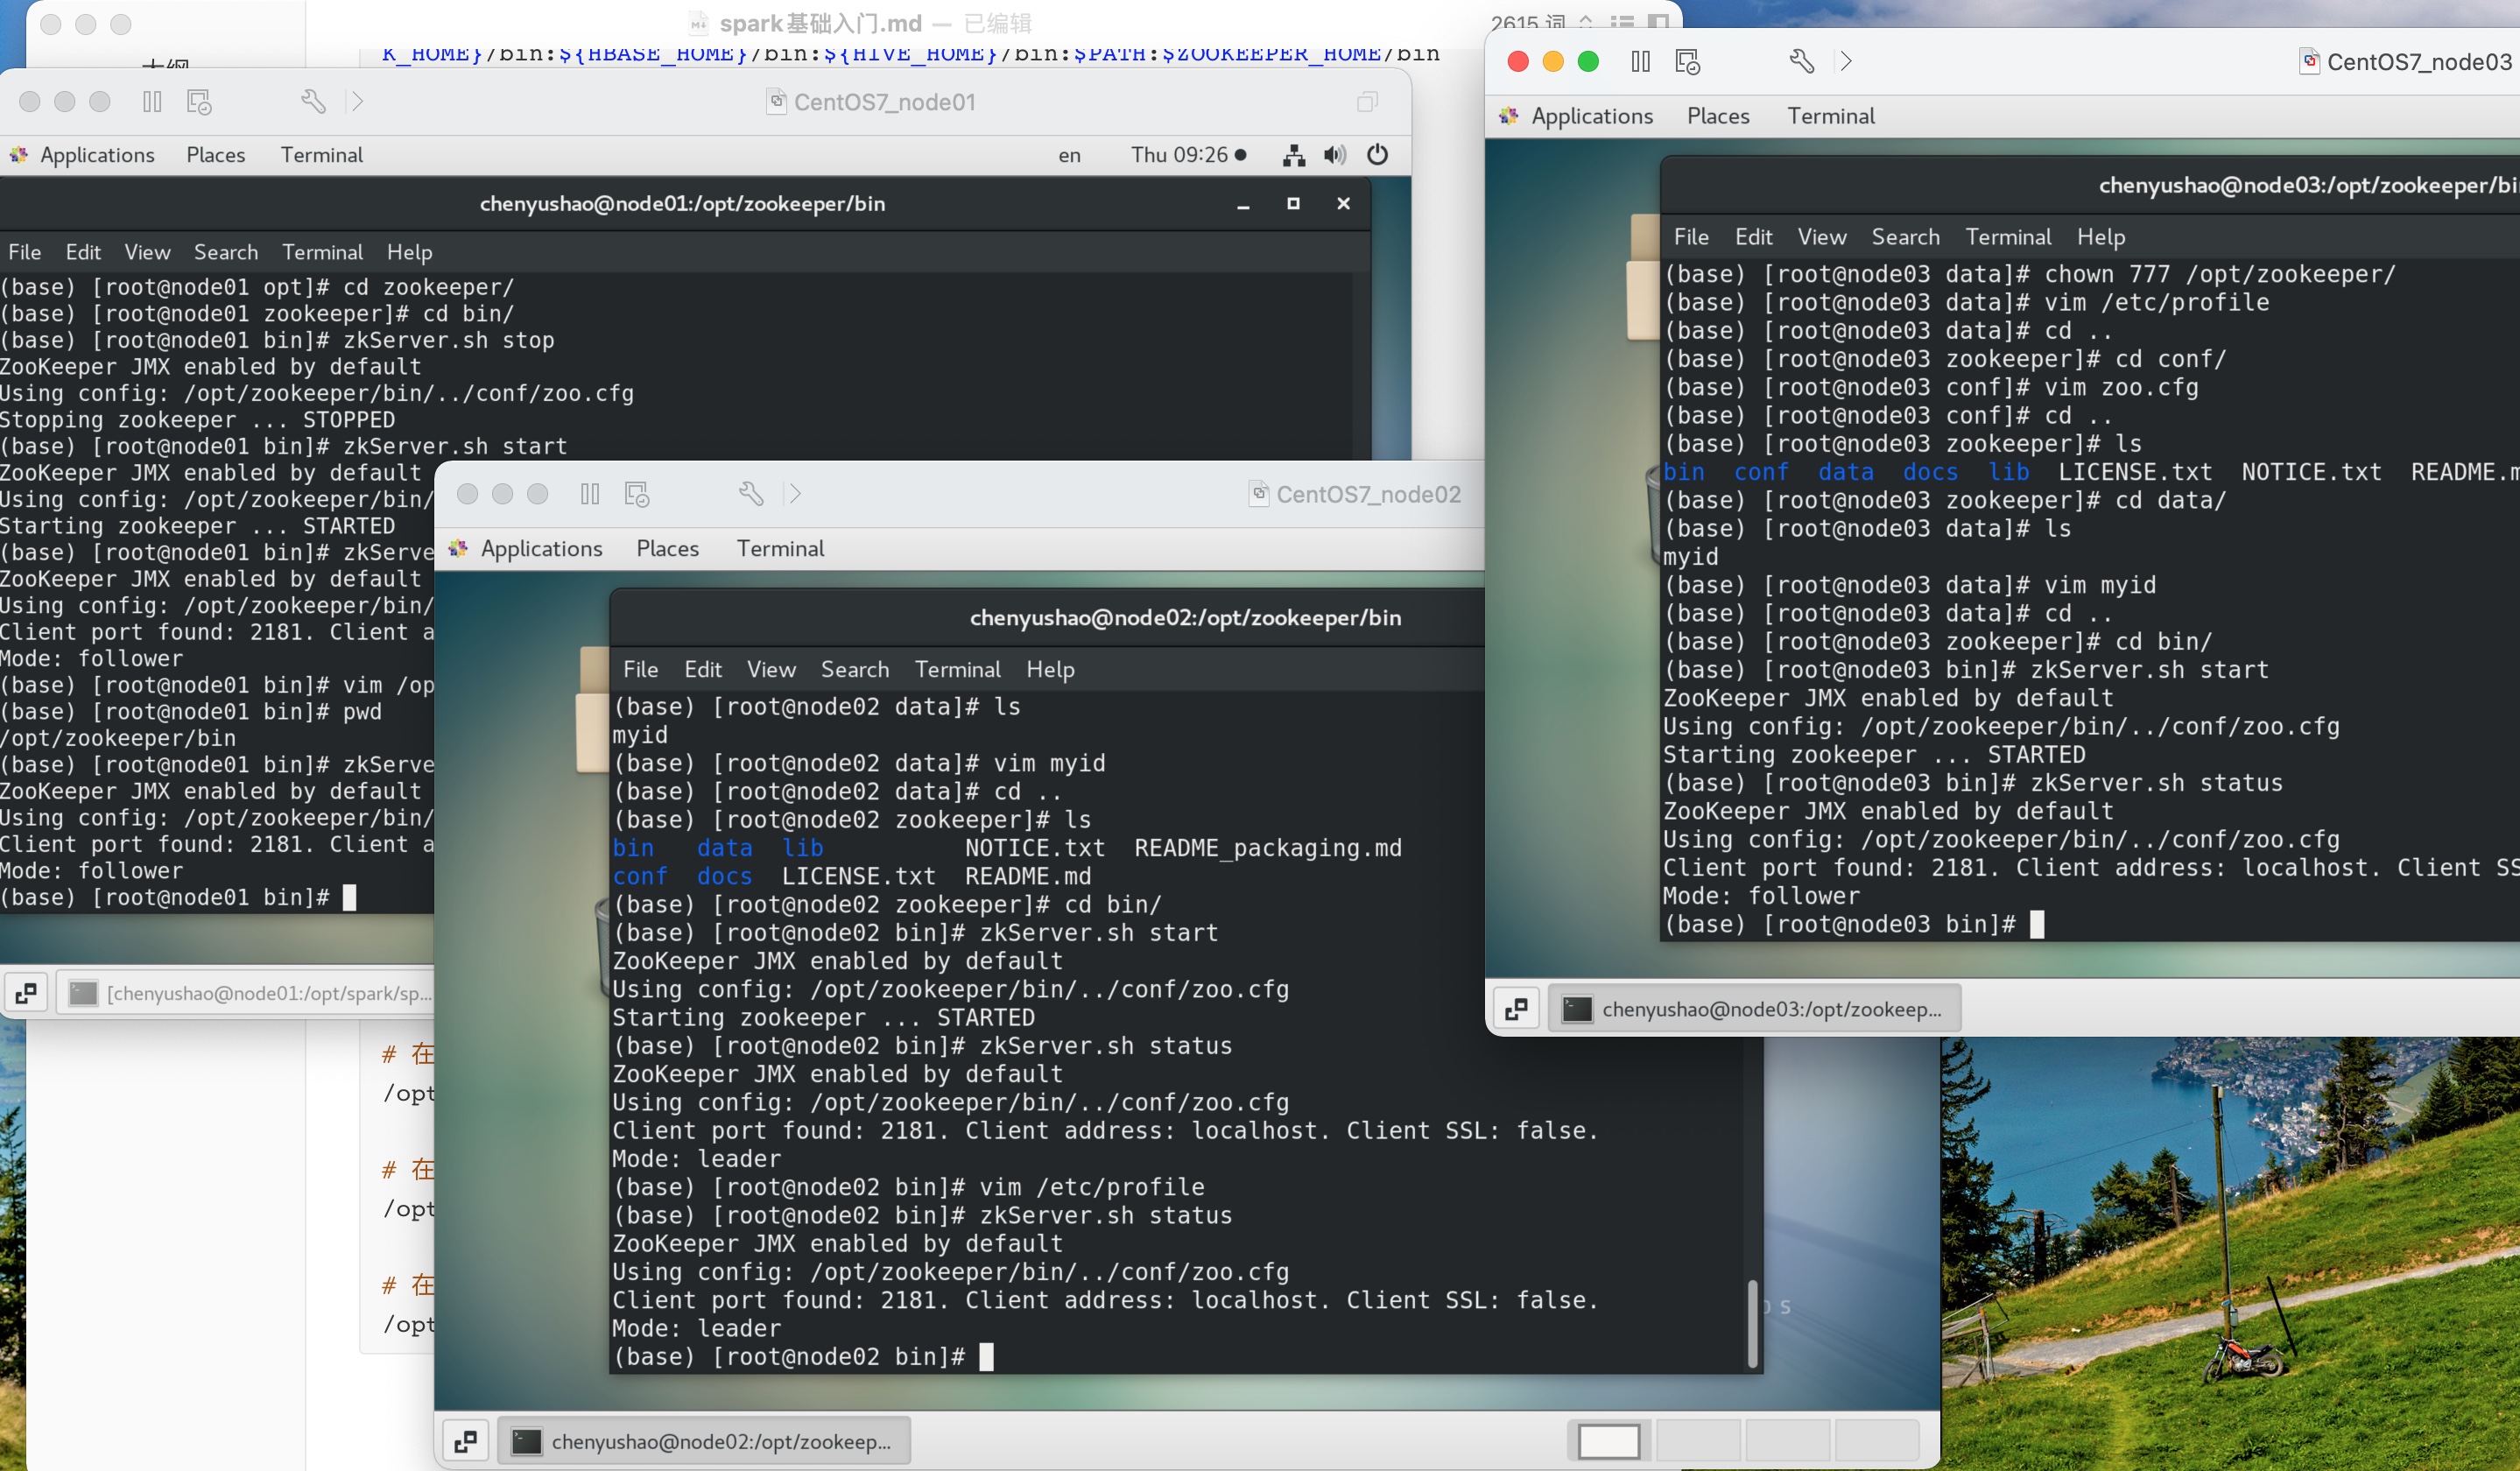 spark基础入门.md — 已编辑
2615 词
大纲
K_HOME}/bin:${HBASE_HOME}/bin:${HIVE_HOME}/bin:$PATH:$ZOOKEEPER_HOME/bin
CentOS7_node01
Applications Places Terminal
en Thu 09:26
chenyushao@node01:/opt/zookeeper/bin
File Edit View Search Terminal Help
(base) [root@node01 opt]# cd zookeeper/
(base) [root@node01 zookeeper]# cd bin/
(base) [root@node01 bin]# zkServer.sh stop
ZooKeeper JMX enabled by default
Using config: /opt/zookeeper/bin/../conf/zoo.cfg
Stopping zookeeper ... STOPPED
(base) [root@node01 bin]# zkServer.sh start
ZooKeeper JMX enabled by default
Using config: /opt/zookeeper/bin/
Starting zookeeper ... STARTED
(base) [root@node01 bin]# zkServe
ZooKeeper JMX enabled by default
Using config: /opt/zookeeper/bin/
Client port found: 2181. Client a
Mode: follower
(base) [root@node01 bin]# vim /op
(base) [root@node01 bin]# pwd
/opt/zookeeper/bin
(base) [root@node01 bin]# zkServe
ZooKeeper JMX enabled by default
Using config: /opt/zookeeper/bin/
Client port found: 2181. Client a
Mode: follower
(base) [root@node01 bin]#
[chenyushao@node01:/opt/spark/sp...
# 在
/opt
# 在
/opt
# 在
/opt
CentOS7_node02
Applications Places Terminal
chenyushao@node02:/opt/zookeeper/bin
File Edit View Search Terminal Help
(base) [root@node02 data]# ls
myid
(base) [root@node02 data]# vim myid
(base) [root@node02 data]# cd ..
(base) [root@node02 zookeeper]# ls
bin data lib NOTICE.txt README_packaging.md
conf docs LICENSE.txt README.md
(base) [root@node02 zookeeper]# cd bin/
(base) [root@node02 bin]# zkServer.sh start
ZooKeeper JMX enabled by default
Using config: /opt/zookeeper/bin/../conf/zoo.cfg
Starting zookeeper ... STARTED
(base) [root@node02 bin]# zkServer.sh status
ZooKeeper JMX enabled by default
Using config: /opt/zookeeper/bin/../conf/zoo.cfg
Client port found: 2181. Client address: localhost. Client SSL: false.
Mode: leader
(base) [root@node02 bin]# vim /etc/profile
(base) [root@node02 bin]# zkServer.sh status
ZooKeeper JMX enabled by default
Using config: /opt/zookeeper/bin/../conf/zoo.cfg
Client port found: 2181. Client address: localhost. Client SSL: false.
Mode: leader
(base) [root@node02 bin]#
chenyushao@node02:/opt/zookeep...
CentOS7_node03
Applications Places Terminal
chenyushao@node03:/opt/zookeeper/bi
File Edit View Search Terminal Help
(base) [root@node03 data]# chown 777 /opt/zookeeper/
(base) [root@node03 data]# vim /etc/profile
(base) [root@node03 data]# cd ..
(base) [root@node03 zookeeper]# cd conf/
(base) [root@node03 conf]# vim zoo.cfg
(base) [root@node03 conf]# cd ..
(base) [root@node03 zookeeper]# ls
bin conf data docs lib LICENSE.txt NOTICE.txt README.m
(base) [root@node03 zookeeper]# cd data/
(base) [root@node03 data]# ls
myid
(base) [root@node03 data]# vim myid
(base) [root@node03 data]# cd ..
(base) [root@node03 zookeeper]# cd bin/
(base) [root@node03 bin]# zkServer.sh start
ZooKeeper JMX enabled by default
Using config: /opt/zookeeper/bin/../conf/zoo.cfg
Starting zookeeper ... STARTED
(base) [root@node03 bin]# zkServer.sh status
ZooKeeper JMX enabled by default
Using config: /opt/zookeeper/bin/../conf/zoo.cfg
Client port found: 2181. Client address: localhost. Client SS
Mode: follower
(base) [root@node03 bin]#
chenyushao@node03:/opt/zookeep...